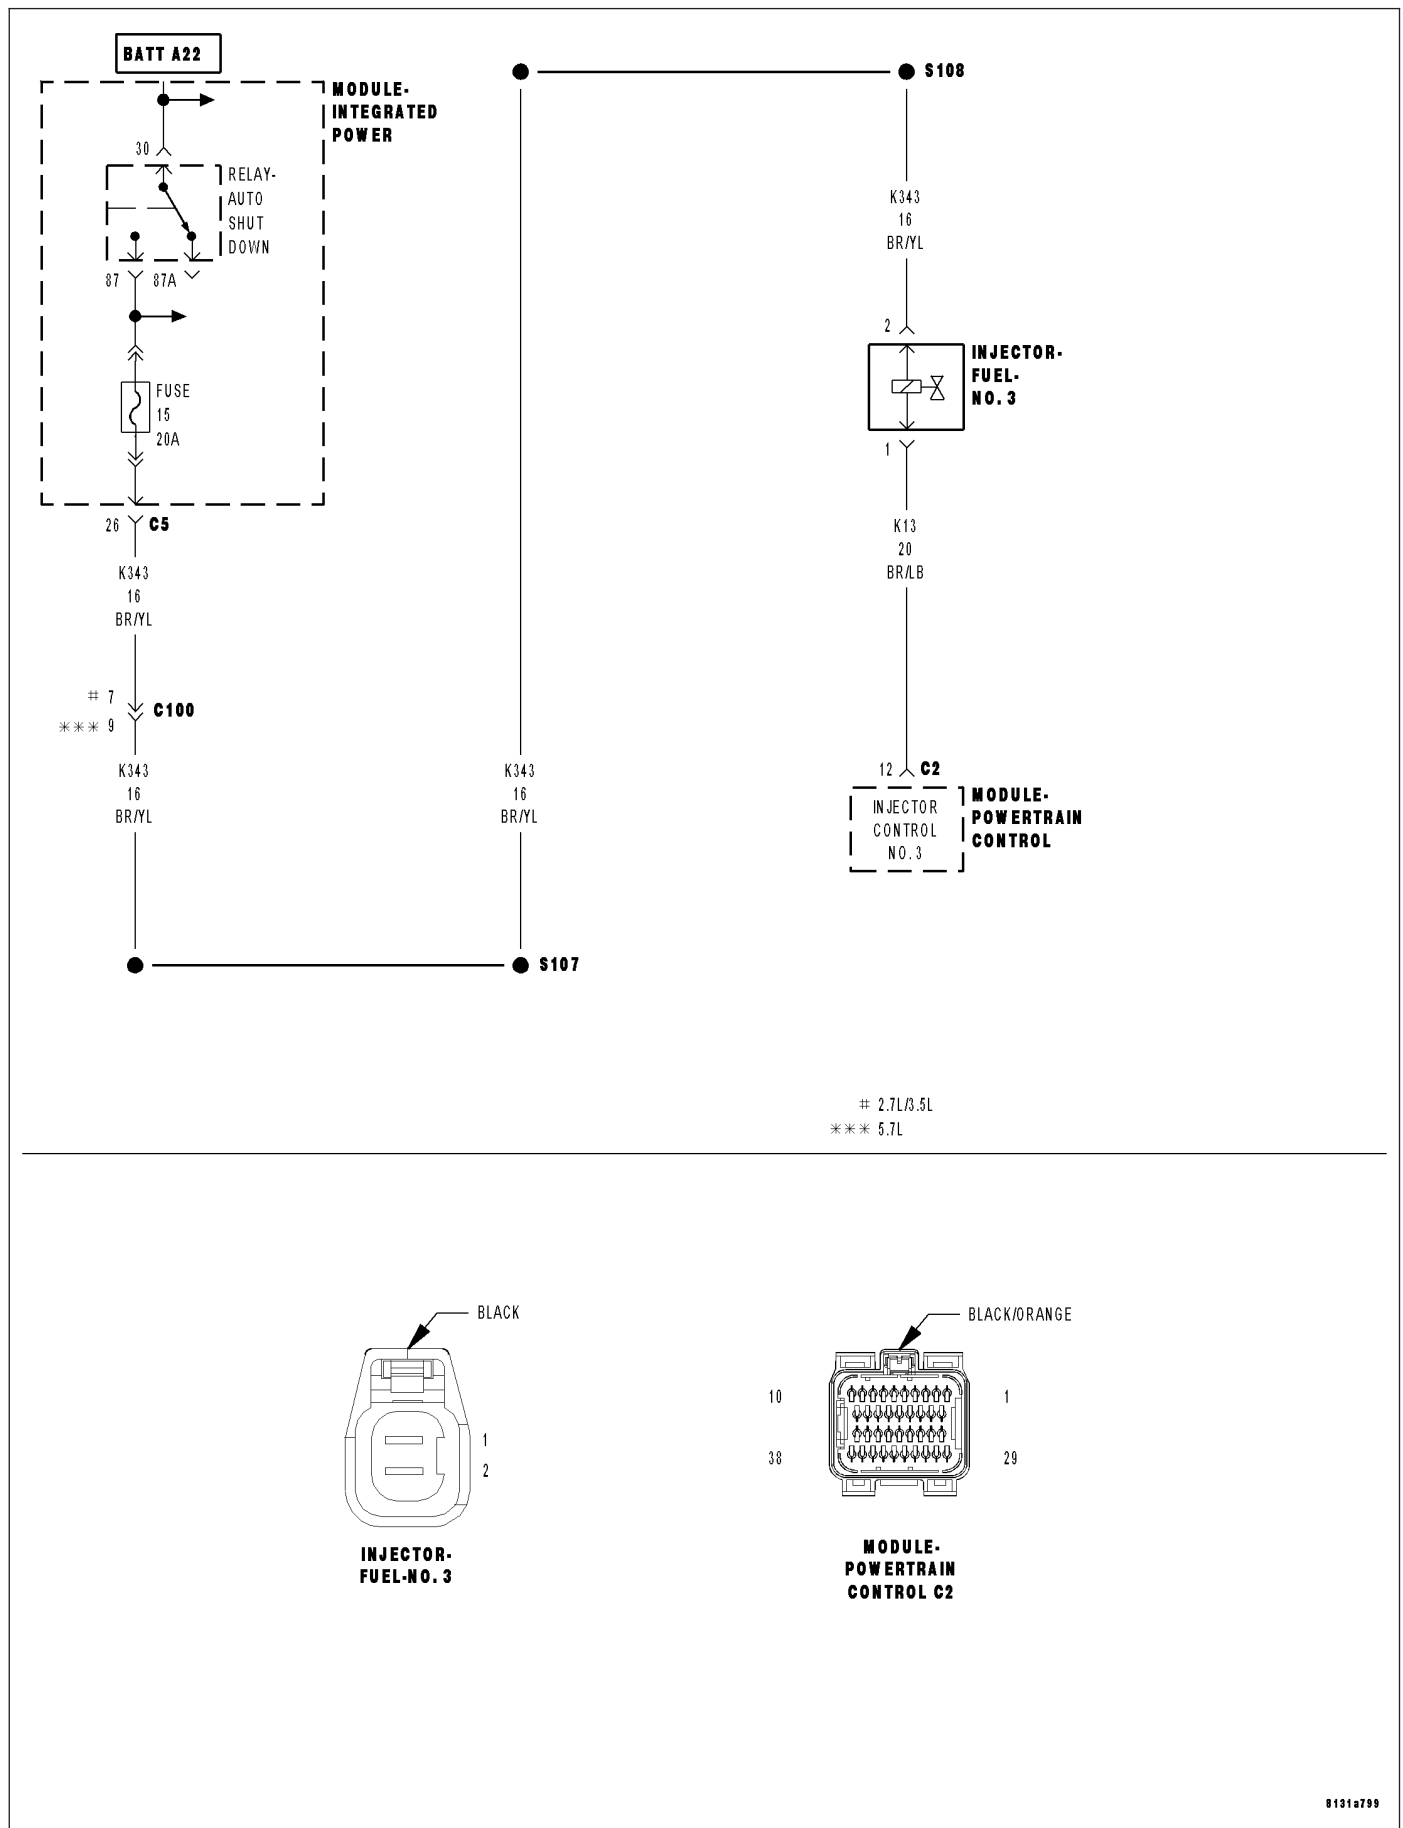 BATT A22
MODULE-
INTEGRATED
POWER
30
RELAY-
AUTO
SHUT
DOWN
87
87A
FUSE
15
20A
26
C5
K343
16
BR/YL
# 7
*** 9
C100
K343
16
BR/YL
K343
16
BR/YL
S107
S108
K343
16
BR/YL
2
INJECTOR-
FUEL-
NO. 3
1
K13
20
BR/LB
12
C2
INJECTOR
CONTROL
NO. 3
MODULE-
POWERTRAIN
CONTROL
# 2.7L/3.5L
*** 5.7L
BLACK
1
2
INJECTOR-
FUEL-NO. 3
BLACK/ORANGE
10
1
38
29
MODULE-
POWERTRAIN
CONTROL C2
8131a799